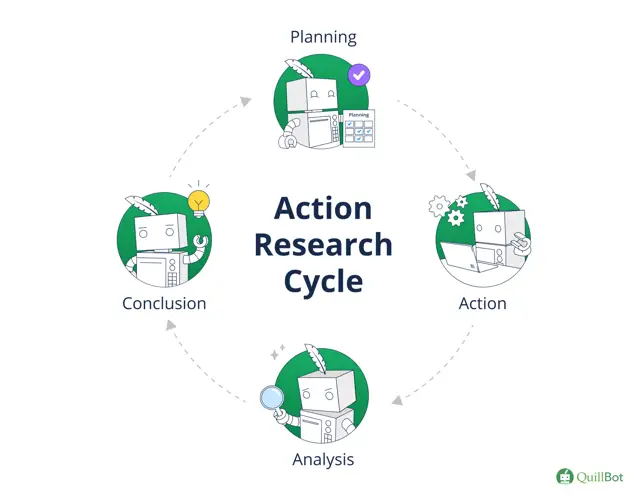 Planning
Planning
Action
Research
Cycle
Conclusion
Action
Analysis
QuillBot